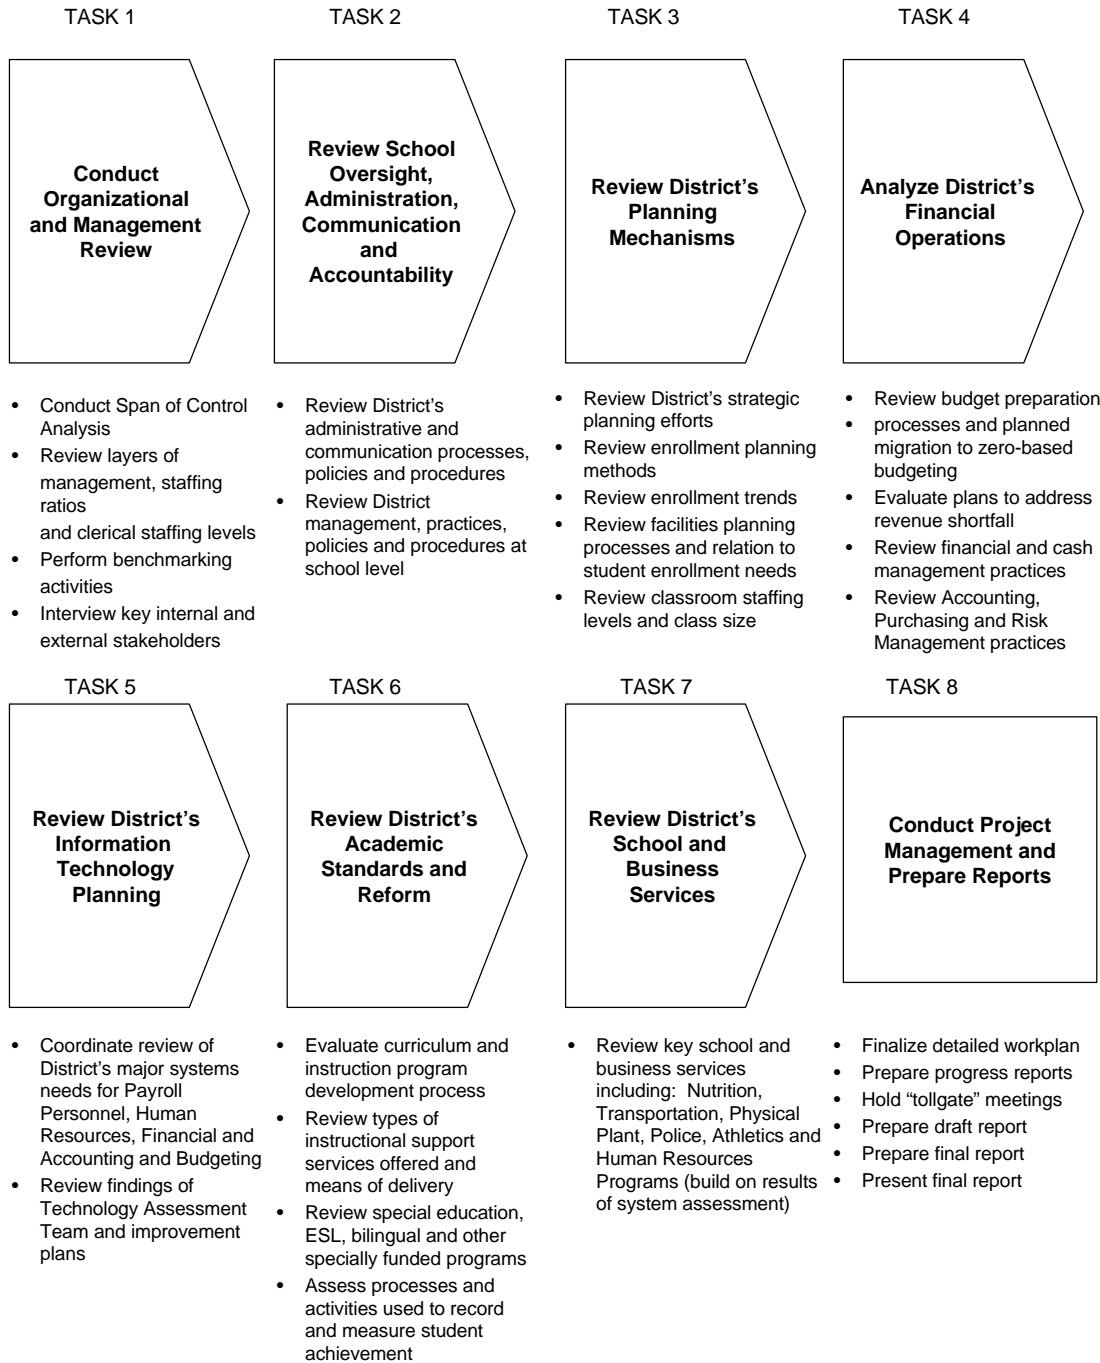 TASK 1
TASK 2
TASK 3
TASK 4
Conduct
Organizational
and Management
Review
Review School
Oversight,
Administration,
Communication
and
Accountability
Review District’s
Planning
Mechanisms
Analyze District’s
Financial
Operations
• Conduct Span of Control
Analysis
• Review layers of
management, staffing
ratios
and clerical staffing levels
• Perform benchmarking
activities
• Interview key internal and
external stakeholders
• Review District’s
administrative and
communication processes,
policies and procedures
• Review District
management, practices,
policies and procedures at
school level
• Review District’s strategic
planning efforts
• Review enrollment planning
methods
• Review enrollment trends
• Review facilities planning
processes and relation to
student enrollment needs
• Review classroom staffing
levels and class size
• Review budget preparation
• processes and planned
migration to zero-based
budgeting
• Evaluate plans to address
revenue shortfall
• Review financial and cash
management practices
• Review Accounting,
Purchasing and Risk
Management practices
TASK 5
TASK 6
TASK 7
TASK 8
Review District’s
Information
Technology
Planning
Review District’s
Academic
Standards and
Reform
Review District’s
School and
Business
Services
Conduct Project
Management and
Prepare Reports
• Coordinate review of
District’s major systems
needs for Payroll
Personnel, Human
Resources, Financial and
Accounting and Budgeting
• Review findings of
Technology Assessment
Team and improvement
plans
• Evaluate curriculum and
instruction program
development process
• Review types of
instructional support
services offered and
means of delivery
• Review special education,
ESL, bilingual and other
specially funded programs
• Assess processes and
activities used to record
and measure student
achievement
• Review key school and
business services
including: Nutrition,
Transportation, Physical
Plant, Police, Athletics and
Human Resources
Programs (build on results
of system assessment)
• Finalize detailed workplan
• Prepare progress reports
• Hold “tollgate” meetings
• Prepare draft report
• Prepare final report
• Present final report